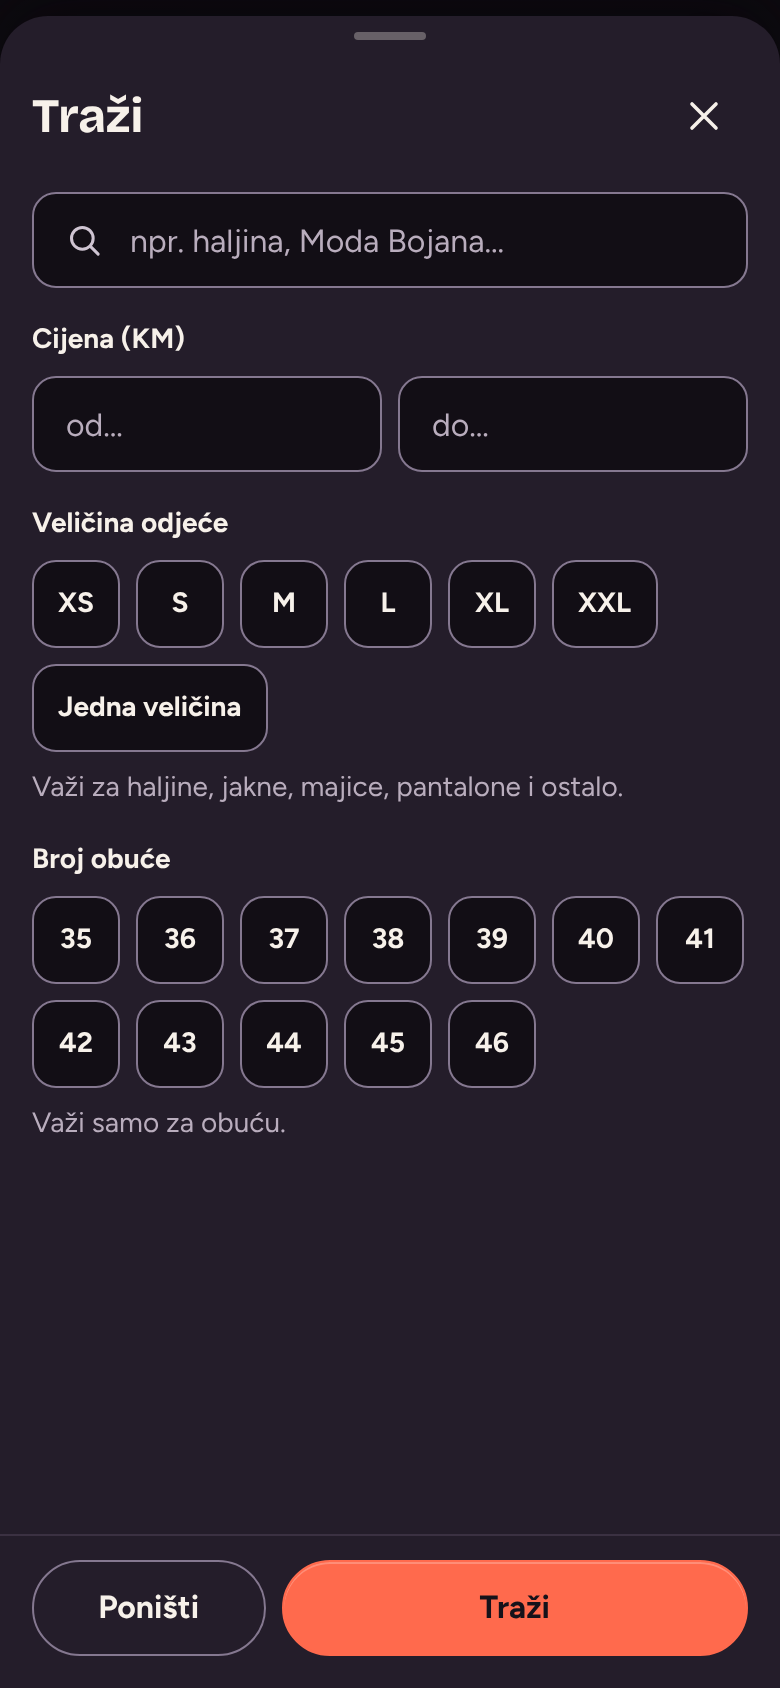 Traži
npr. haljina, Moda Bojana...
Cijena (KM)
od... do...
Veličina odjeće
XS S M L XL XXL
Jedna veličina
Važi za haljine, jakne, majice, pantalone i ostalo.
Broj obuće
35 36 37 38 39 40 41
42 43 44 45 46
Važi samo za obuću.
Poništi Traži